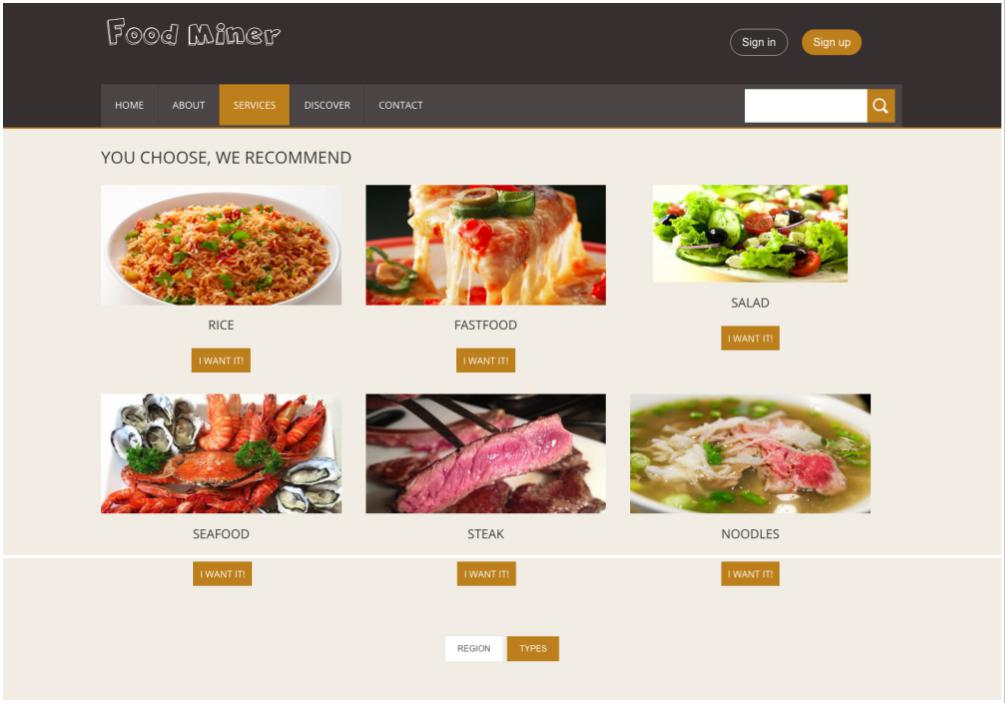 Food Miner
Sign in
Sign up
HOME
ABOUT
SERVICES
DISCOVER
CONTACT
YOU CHOOSE, WE RECOMMEND
RICE
FASTFOOD
SALAD
I WANT IT!
I WANT IT!
I WANT IT!
SEAFOOD
STEAK
NOODLES
I WANT IT!
I WANT IT!
I WANT IT!
REGION
TYPES